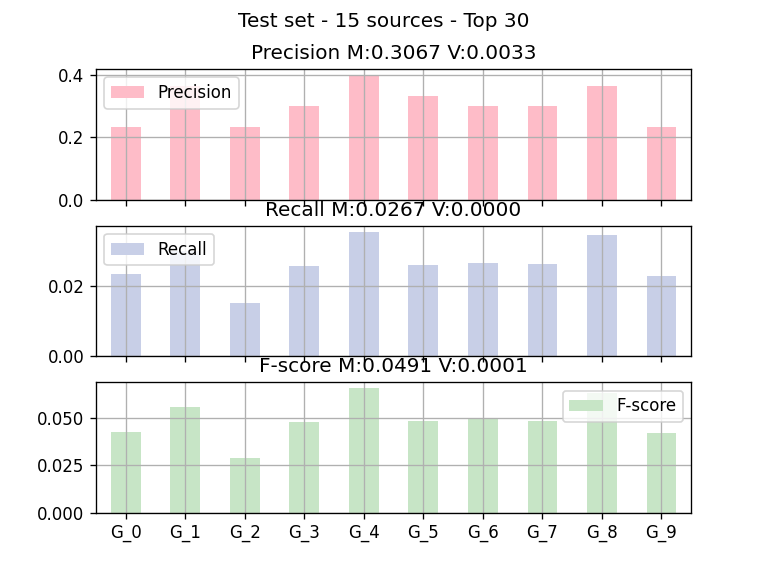 Test set - 15 sources - Top 30
Precision M:0.3067 V:0.0033
0.4
Precision
0.2
0.0
Recall M:0.0267 V:0.0000
Recall
0.02
0.00
F-score M:0.0491 V:0.0001
F-score
0.050
0.025
0.000
G_0 G_1 G_2 G_3 G_4 G_5 G_6 G_7 G_8 G_9